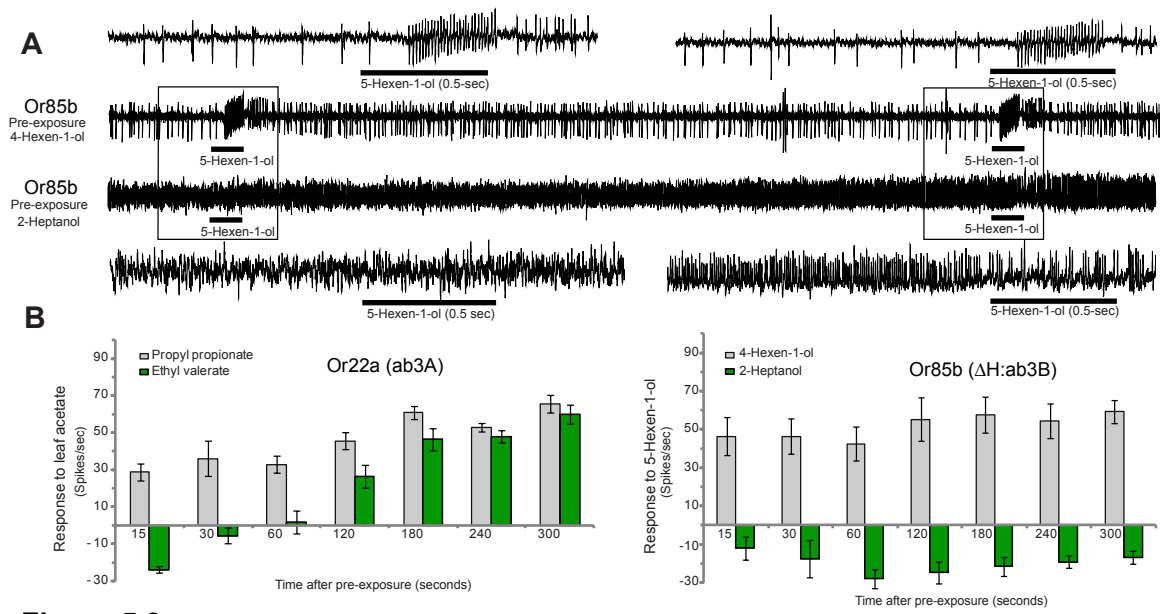 A
5-Hexen-1-ol (0.5-sec)
5-Hexen-1-ol (0.5-sec)
Or85b
Pre-exposure
4-Hexen-1-ol
5-Hexen-1-ol
5-Hexen-1-ol
Or85b
Pre-exposure
2-Heptanol
5-Hexen-1-ol
5-Hexen-1-ol
5-Hexen-1-ol (0.5 sec)
5-Hexen-1-ol (0.5-sec)
B
Response to leaf acetate
(Spikes/sec)
90
70
50
30
10
-10
-30
Propyl propionate
Ethyl valerate
Or22a (ab3A)
15
30
60
120
180
240
300
Time after pre-exposure (seconds)
Response to 5-Hexen-1-ol
(Spikes/sec)
90
70
50
30
10
-10
-30
4-Hexen-1-ol
2-Heptanol
Or85b (ΔH:ab3B)
15
30
60
120
180
240
300
Time after pre-exposure (seconds)